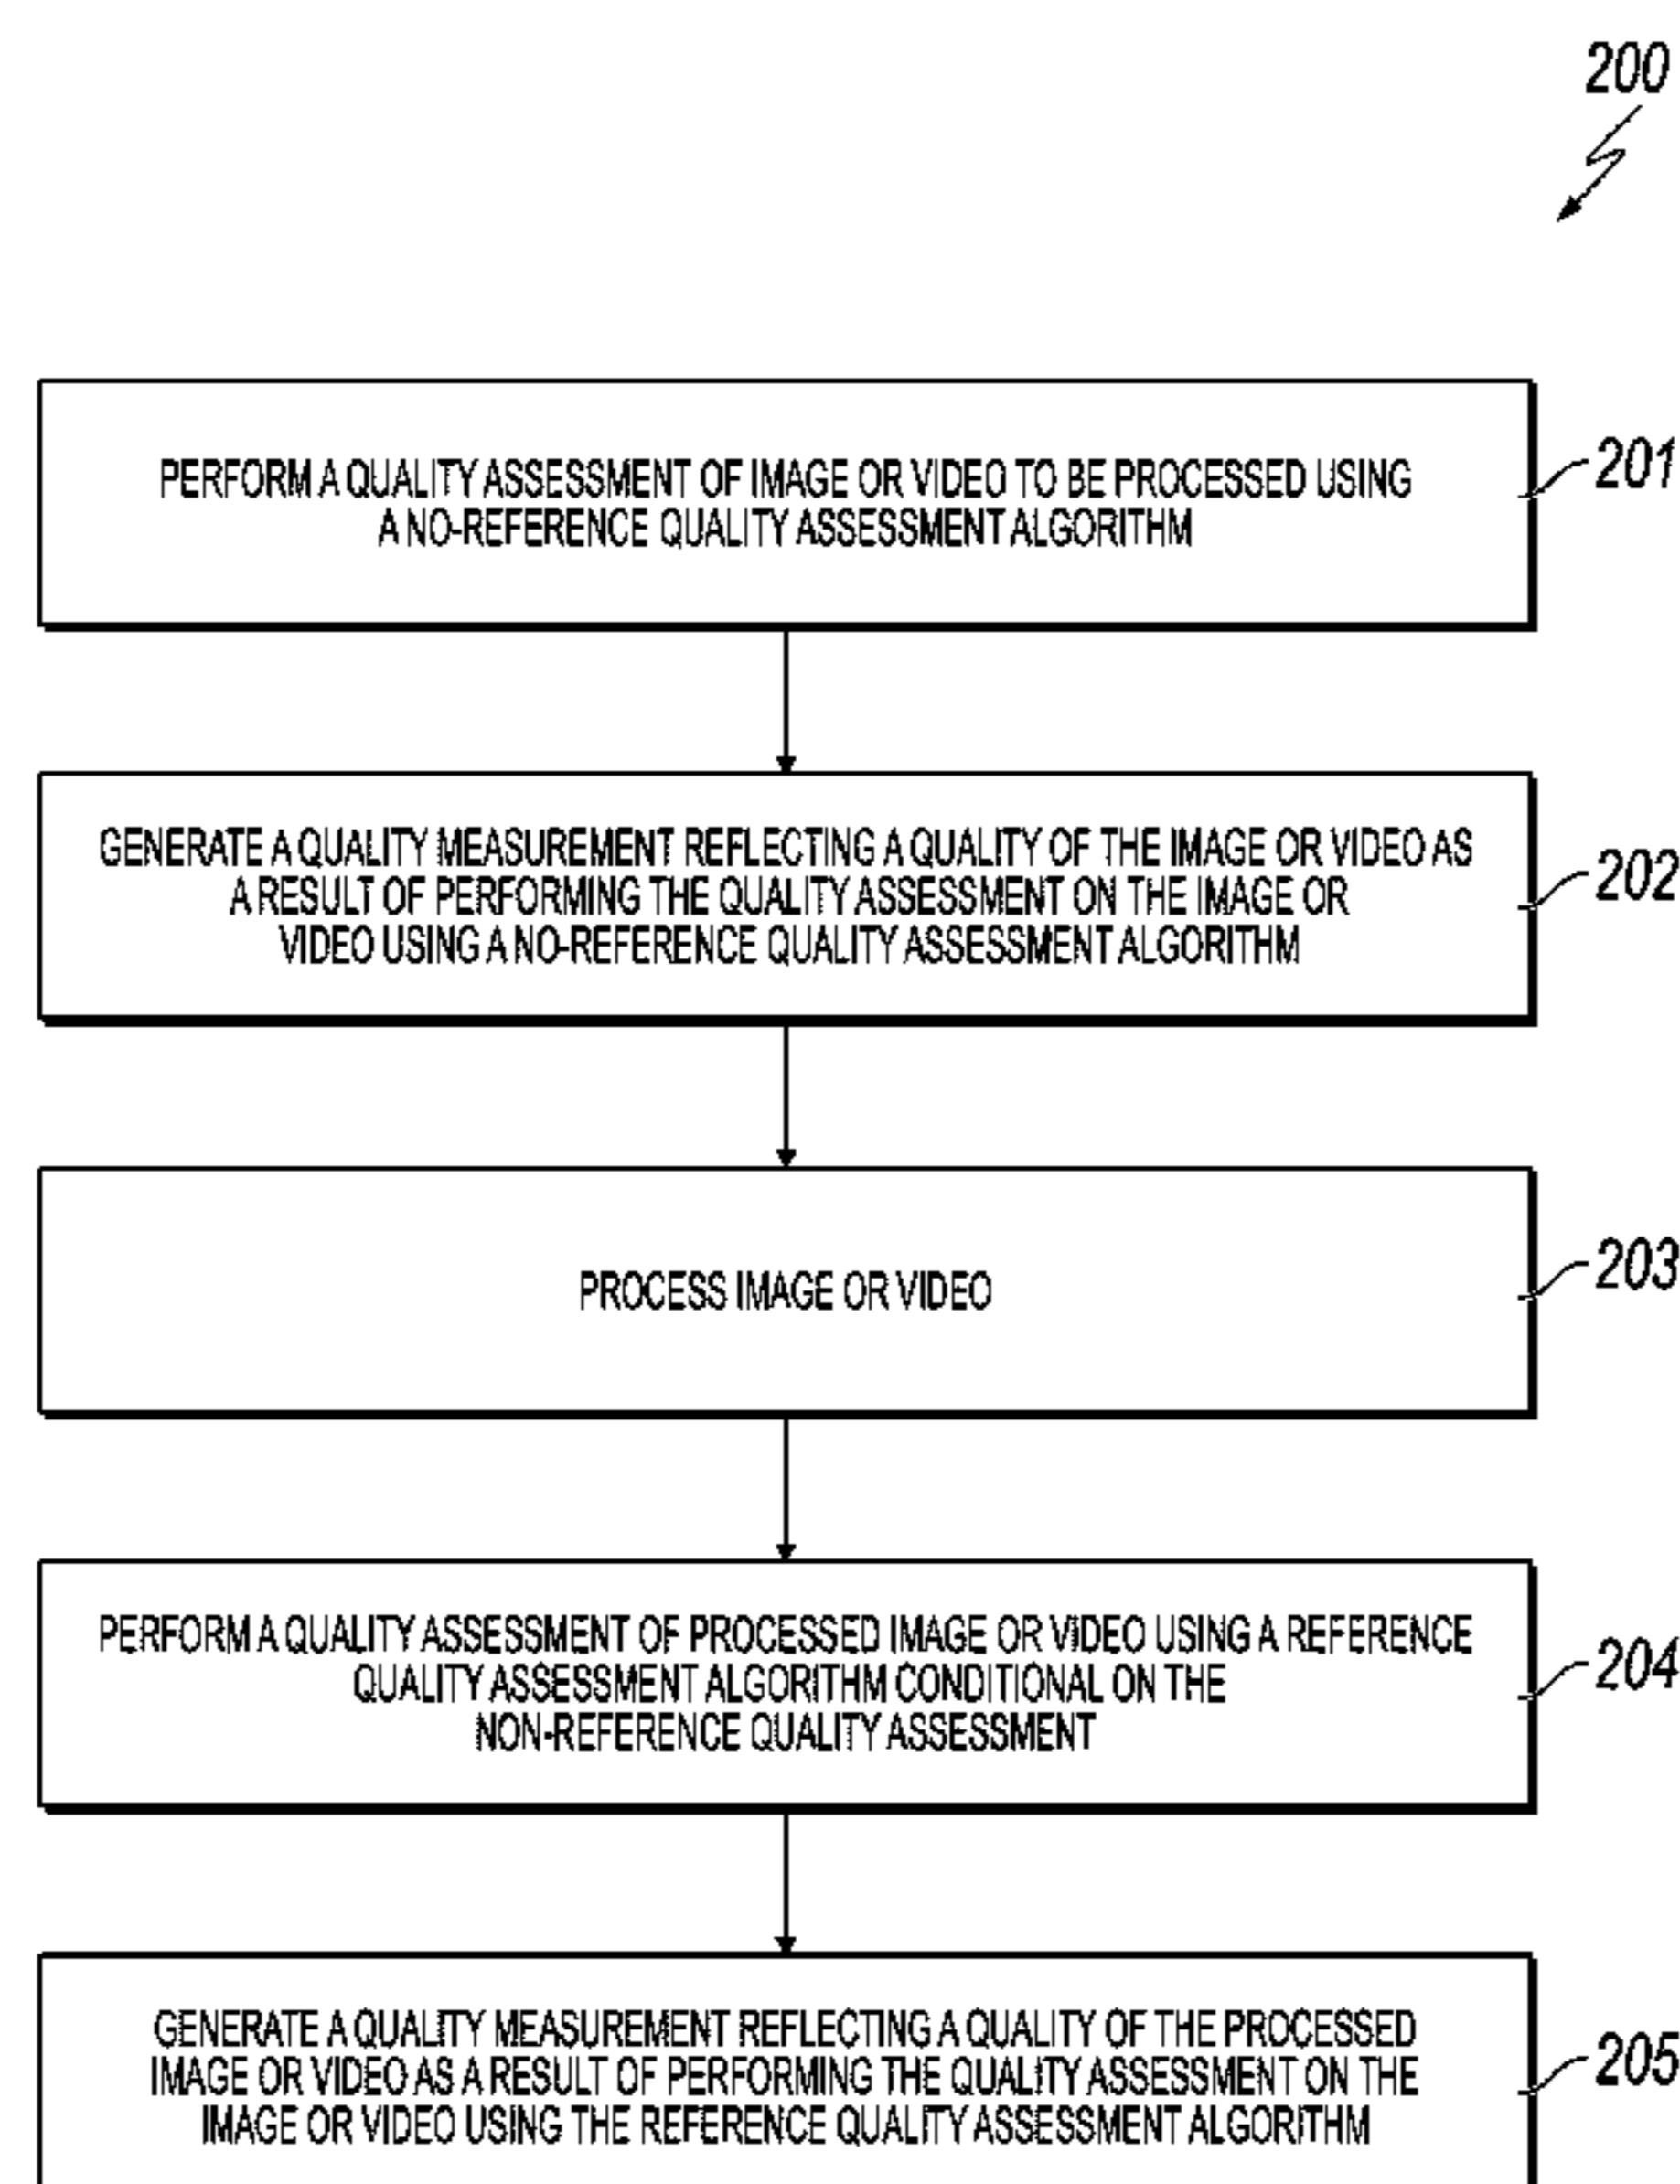 200
PERFORM A QUALITY ASSESSMENT OF IMAGE OR VIDEO TO BE PROCESSED USING
A NO-REFERENCE QUALITY ASSESSMENT ALGORITHM
201
GENERATE A QUALITY MEASUREMENT REFLECTING A QUALITY OF THE IMAGE OR VIDEO AS
A RESULT OF PERFORMING THE QUALITY ASSESSMENT ON THE IMAGE OR
VIDEO USING A NO-REFERENCE QUALITY ASSESSMENT ALGORITHM
202
PROCESS IMAGE OR VIDEO
203
PERFORM A QUALITY ASSESSMENT OF PROCESSED IMAGE OR VIDEO USING A REFERENCE
QUALITY ASSESSMENT ALGORITHM CONDITIONAL ON THE
NON-REFERENCE QUALITY ASSESSMENT
204
GENERATE A QUALITY MEASUREMENT REFLECTING A QUALITY OF THE PROCESSED
IMAGE OR VIDEO AS A RESULT OF PERFORMING THE QUALITY ASSESSMENT ON THE
IMAGE OR VIDEO USING THE REFERENCE QUALITY ASSESSMENT ALGORITHM
205